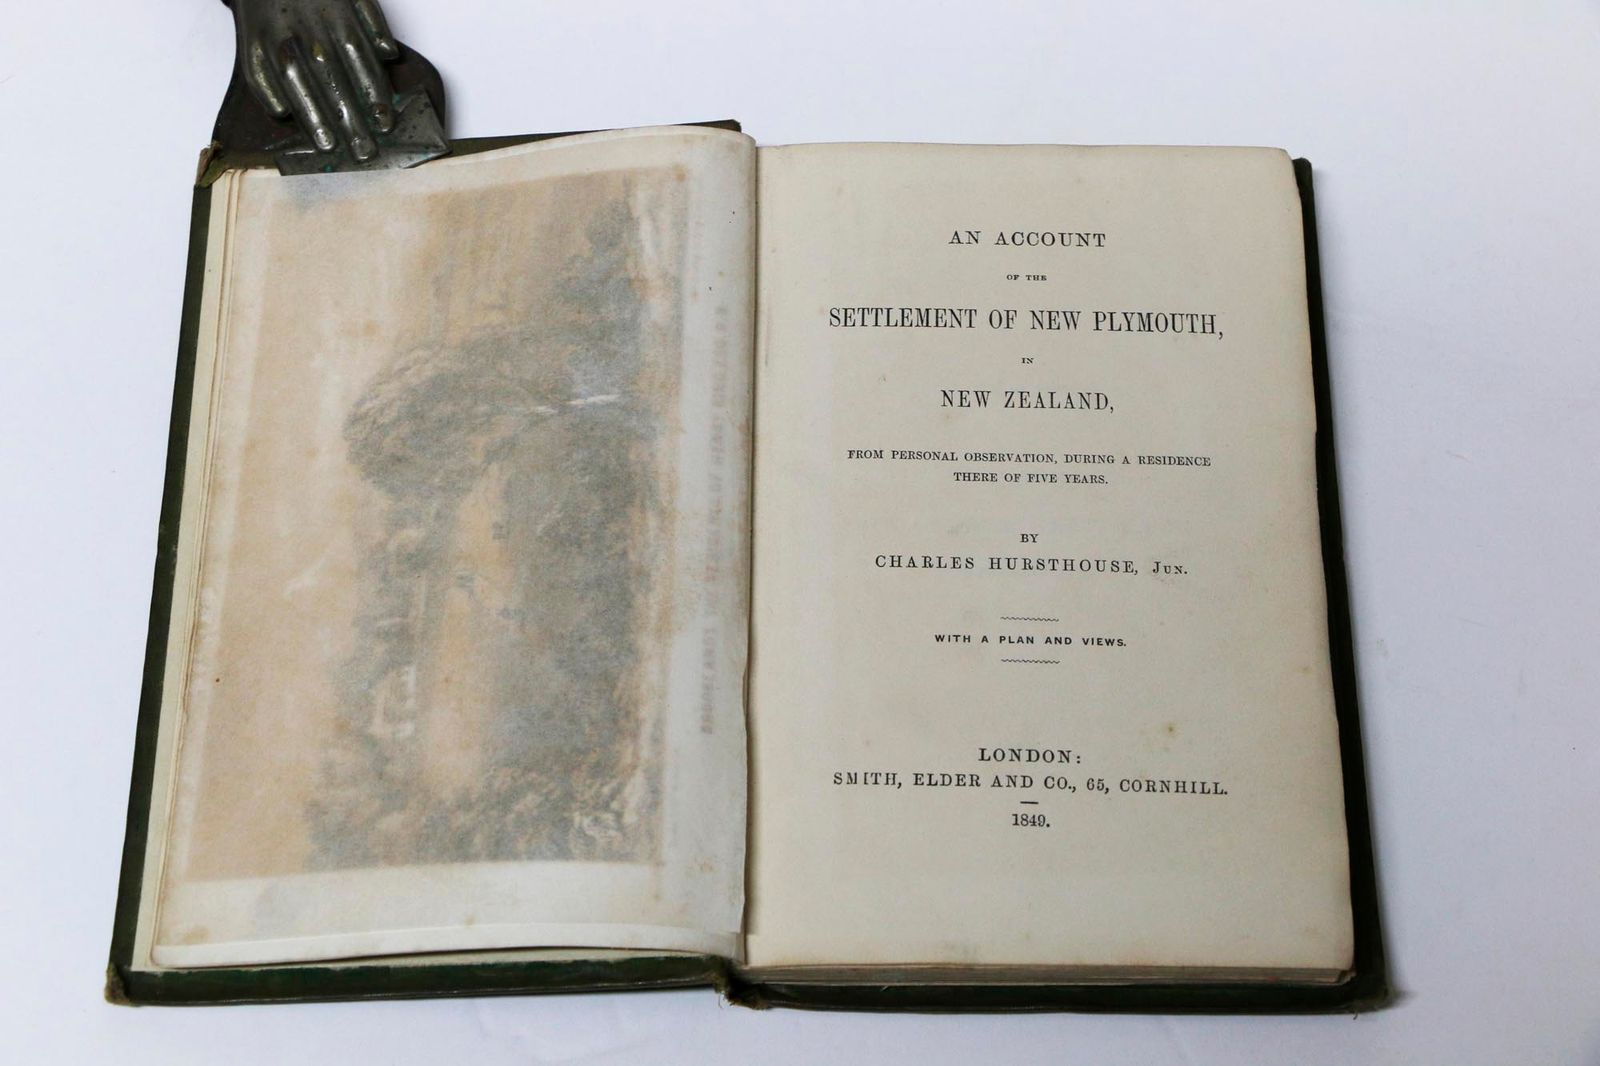 AN ACCOUNT
OF THE
SETTLEMENT OF NEW PLYMOUTH,
IN
NEW ZEALAND,
FROM PERSONAL OBSERVATION, DURING A RESIDENCE
THERE OF FIVE YEARS.
BY
CHARLES HURSTHOUSE, JUN.
WITH A PLAN AND VIEWS.
LONDON:
SMITH, ELDER AND CO., 65, CORNHILL.
1849.